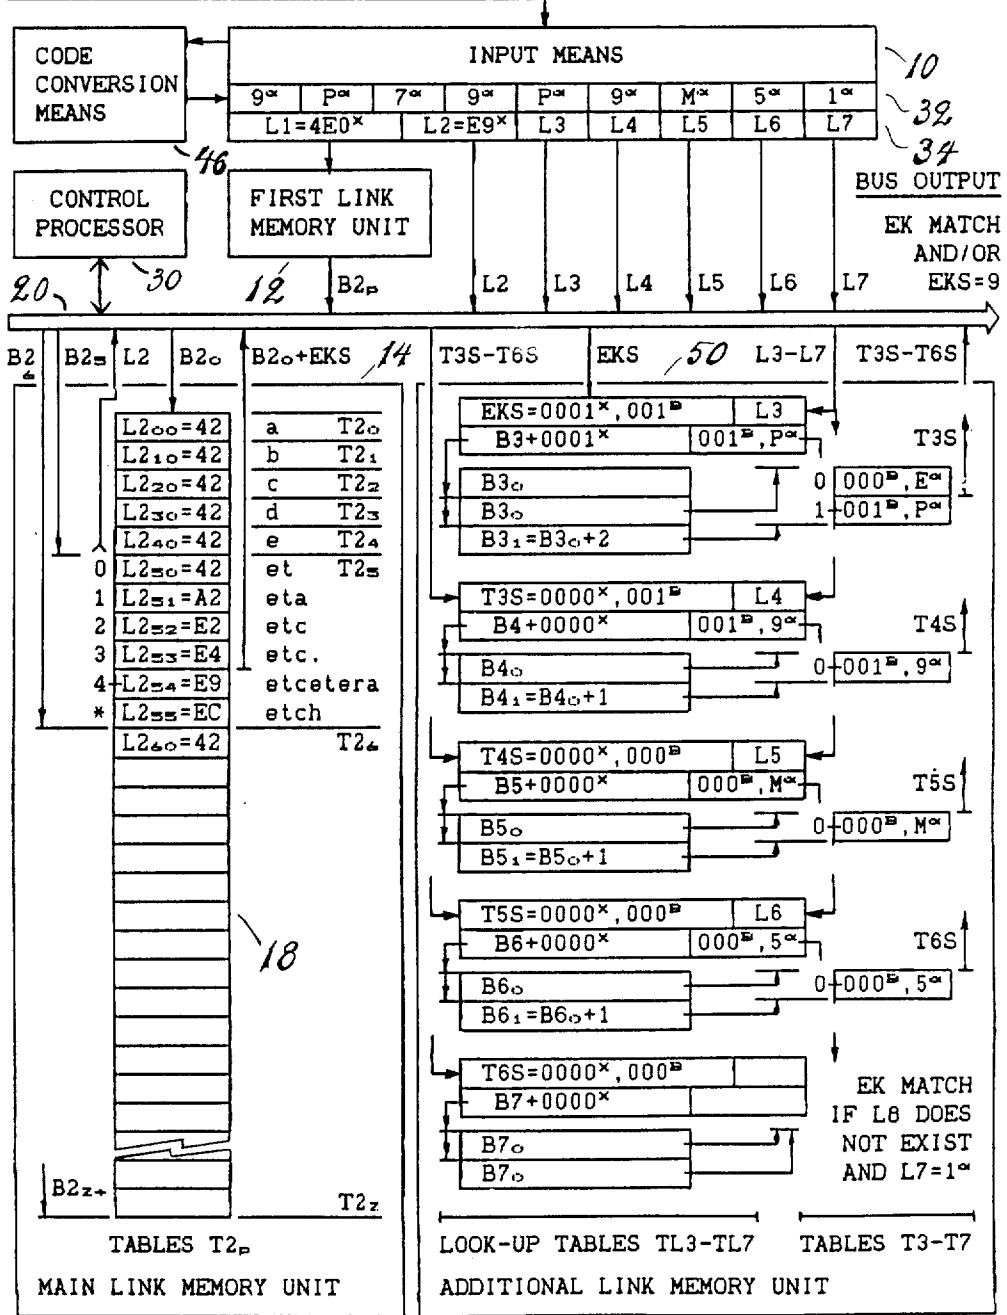 CODE
CONVERSION
MEANS
46
INPUT MEANS
10
9α Pα 7α 9α Pα 9α Mα 5α 1α
32
L1=4E0× L2=E9× L3 L4 L5 L6 L7
34
CONTROL
PROCESSOR
30
FIRST LINK
MEMORY UNIT
12
BUS OUTPUT
EK MATCH
AND/OR
EKS=9
20
B2ₚ L2 L3 L4 L5 L6 L7
B2₆ B2₅ L2 B2₀ B2₀+EKS 14
T3S-T6S EKS 50 L3-L7 T3S-T6S
L2₀₀=42 a T2₀
L2₁₀=42 b T2₁
L2₂₀=42 c T2₂
L2₃₀=42 d T2₃
L2₄₀=42 e T2₄
0 L2₅₀=42 et T2₅
1 L2₅₁=A2 eta
2 L2₅₂=E2 etc
3 L2₅₃=E4 etc.
4 L2₅₄=E9 etcetera
* L2₅₅=EC etch
L2₆₀=42 T2₆
18
B2z+ T2z
TABLES T2ₚ
MAIN LINK MEMORY UNIT
EKS=0001×,001ᴮ L3
B3+0001× 001ᴮ,Pα
T3S
B3₀ 0 000ᴮ,Eα
B3₀ 1 001ᴮ,Pα
B3₁=B3₀+2
T3S=0000×,001ᴮ L4
B4+0000× 001ᴮ,9α
T4S
B4₀ 0 001ᴮ,9α
B4₁=B4₀+1
T4S=0000×,000ᴮ L5
B5+0000× 000ᴮ,Mα
T5S
B5₀ 0 000ᴮ,Mα
B5₁=B5₀+1
T5S=0000×,000ᴮ L6
B6+0000× 000ᴮ,5α
T6S
B6₀ 0 000ᴮ,5α
B6₁=B6₀+1
T6S=0000×,000ᴮ
B7+0000×
B7₀
B7₀
EK MATCH
IF L8 DOES
NOT EXIST
AND L7=1α
LOOK-UP TABLES TL3-TL7 TABLES T3-T7
ADDITIONAL LINK MEMORY UNIT